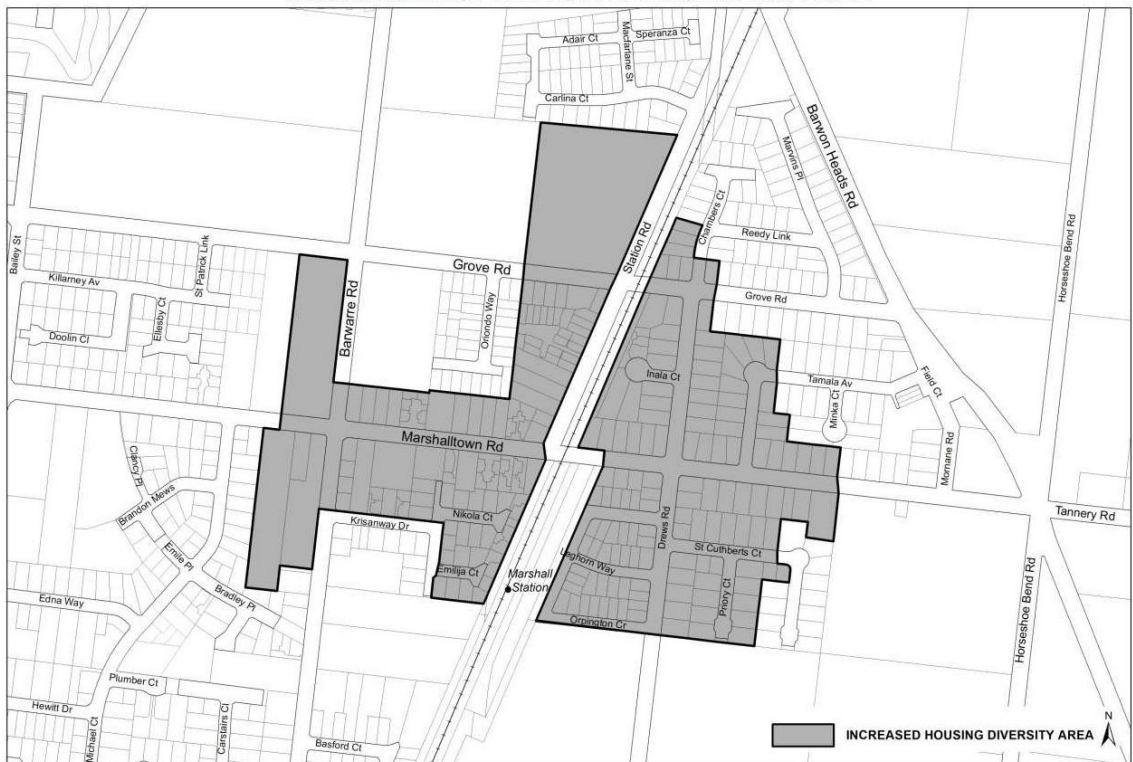 Adair Ct
Speranza Ct
Macfarlane St
Carlina Ct
Barwon Heads Rd
Marvins Pl
Chambers Ct
Reedy Link
Horseshoe Bend Rd
Station Rd
Bailey St
St Patrick Link
Killarney Av
Ellesby Ct
Doolin Cl
Grove Rd
Barwarre Rd
Oriondo Way
Grove Rd
Inala Ct
Tamala Av
Minka Ct
Field Ct
Mornane Rd
Marshalltown Rd
Clancy Pl
Brandon Mews
Emile Pl
Bradley Pl
Edna Way
Krisanway Dr
Nikola Ct
Emilija Ct
Marshall
Station
Drews Rd
St Cuthberts Ct
Leghorn Way
Priory Ct
Orpington Cr
Tannery Rd
Horseshoe Bend Rd
Plumber Ct
Hewitt Dr
Michael Ct
Carstairs Ct
Basford Ct
INCREASED HOUSING DIVERSITY AREA
N